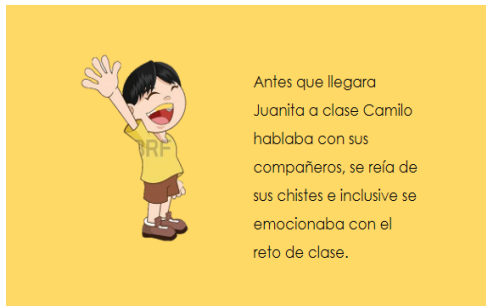 Antes que llegara
Juanita a clase Camilo
hablaba con sus
compañeros, se reía de
sus chistes e inclusive se
emocionaba con el
reto de clase.